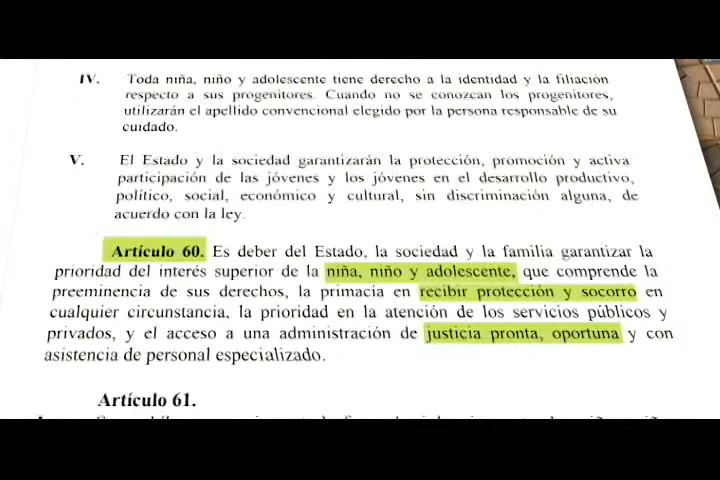 IV. Toda niña, niño y adolescente tiene derecho a la identidad y la filiación
respecto a sus progenitores. Cuando no se conozcan los progenitores,
utilizarán el apellido convencional elegido por la persona responsable de su
cuidado.
V. El Estado y la sociedad garantizarán la protección, promoción y activa
participación de las jóvenes y los jóvenes en el desarrollo productivo,
político, social, económico y cultural, sin discriminación alguna, de
acuerdo con la ley.
Artículo 60. Es deber del Estado, la sociedad y la familia garantizar la
prioridad del interés superior de la niña, niño y adolescente, que comprende la
preeminencia de sus derechos, la primacía en recibir protección y socorro en
cualquier circunstancia, la prioridad en la atención de los servicios públicos y
privados, y el acceso a una administración de justicia pronta, oportuna y con
asistencia de personal especializado.
Artículo 61.